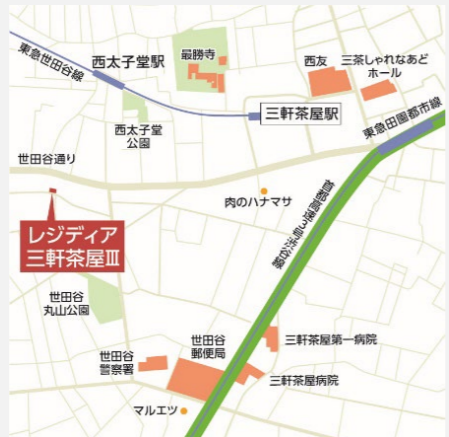 東急世田谷線
西太子堂駅
最勝寺
西友
三茶しゃれなあど
ホール
西太子堂
公園
三軒茶屋駅
東急田園都市線
世田谷通り
肉のハナマサ
首都高速3号渋谷線
レジディア
三軒茶屋Ⅲ
世田谷
丸山公園
世田谷
郵便局
三軒茶屋第一病院
世田谷
警察署
三軒茶屋病院
マルエツ